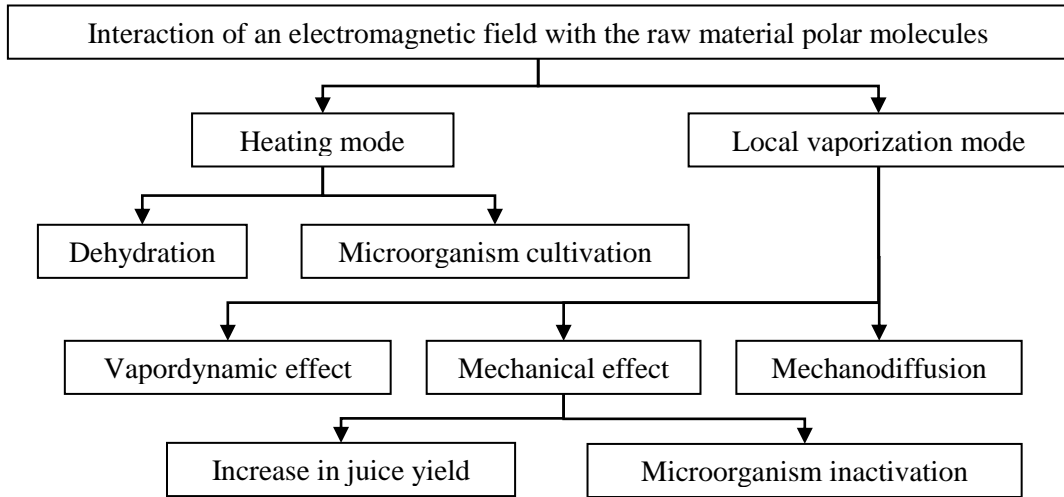 Interaction of an electromagnetic field with the raw material polar molecules
Heating mode
Local vaporization mode
Dehydration
Microorganism cultivation
Vapordynamic effect
Mechanical effect
Mechanodiffusion
Increase in juice yield
Microorganism inactivation